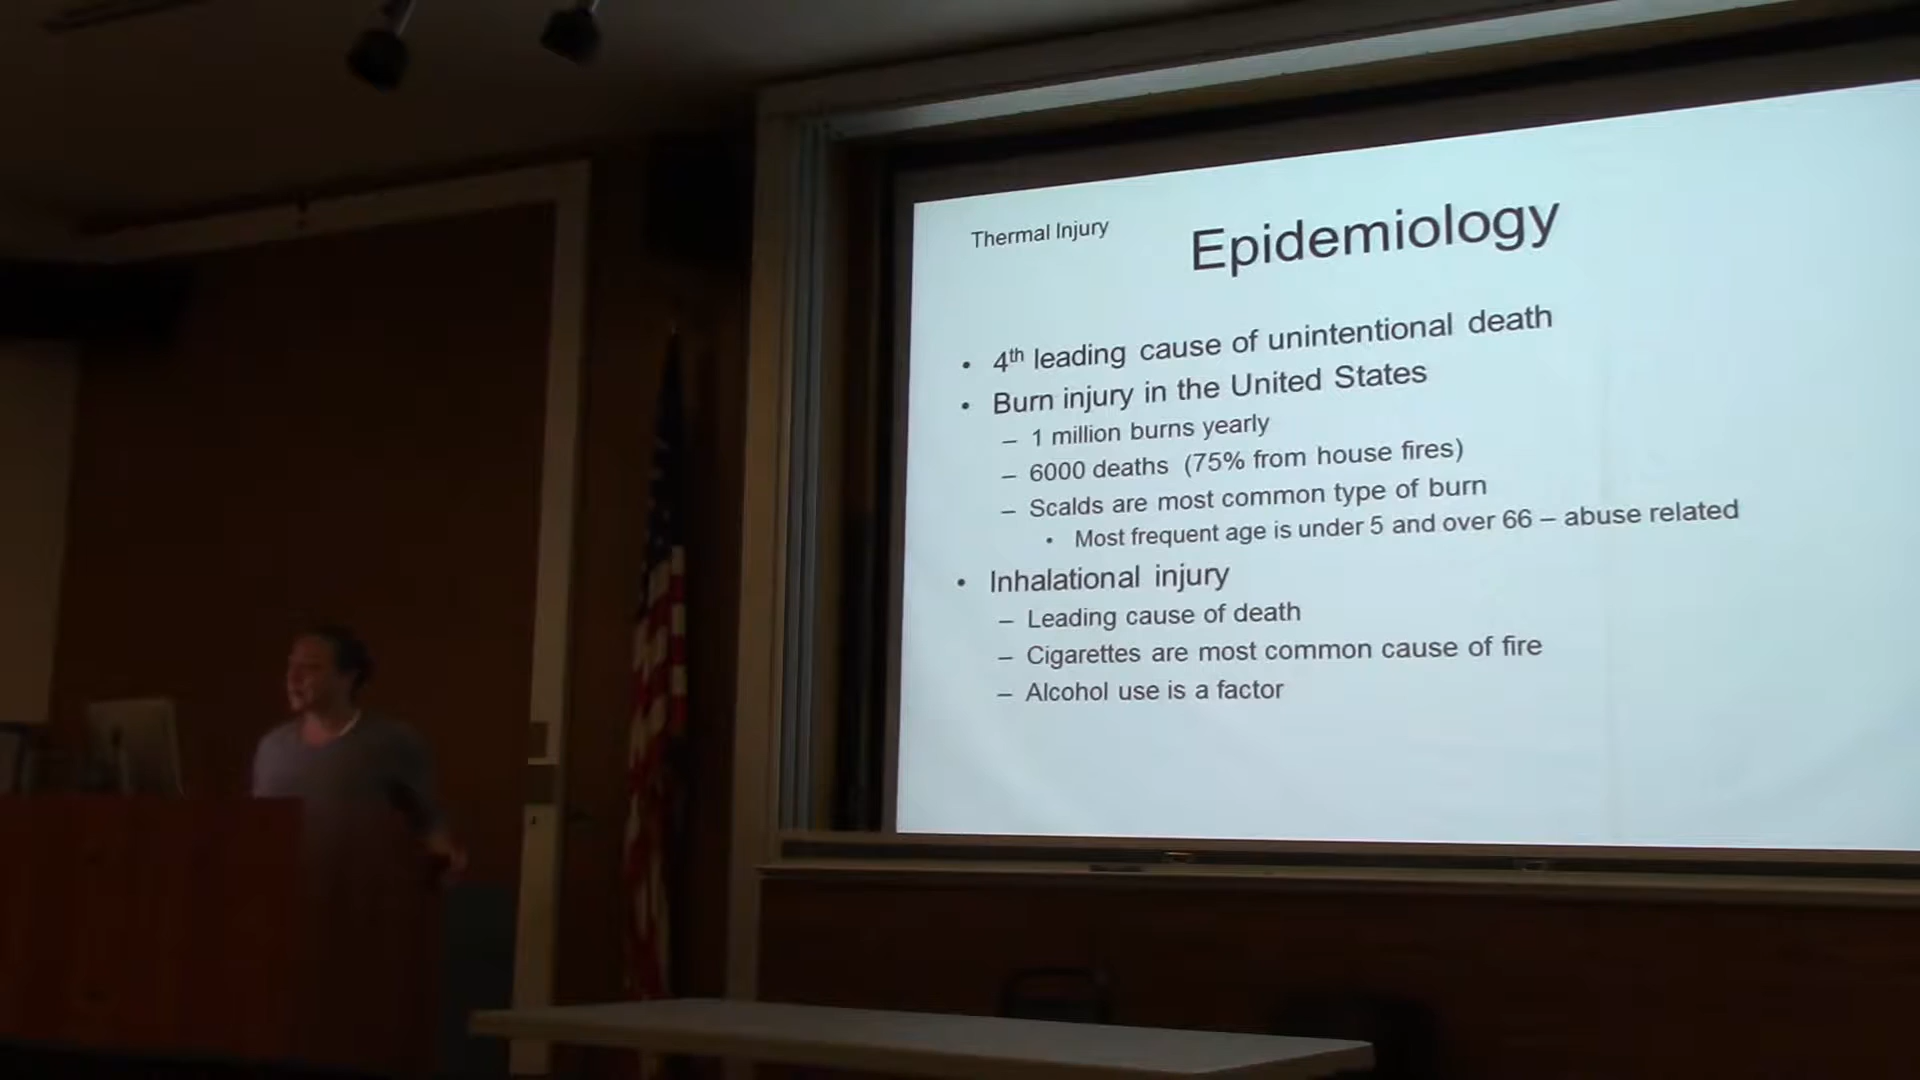 Thermal Injury
Epidemiology
• 4th leading cause of unintentional death
• Burn injury in the United States
– 1 million burns yearly
– 6000 deaths (75% from house fires)
– Scalds are most common type of burn
• Most frequent age is under 5 and over 66 – abuse related
• Inhalational injury
– Leading cause of death
– Cigarettes are most common cause of fire
– Alcohol use is a factor